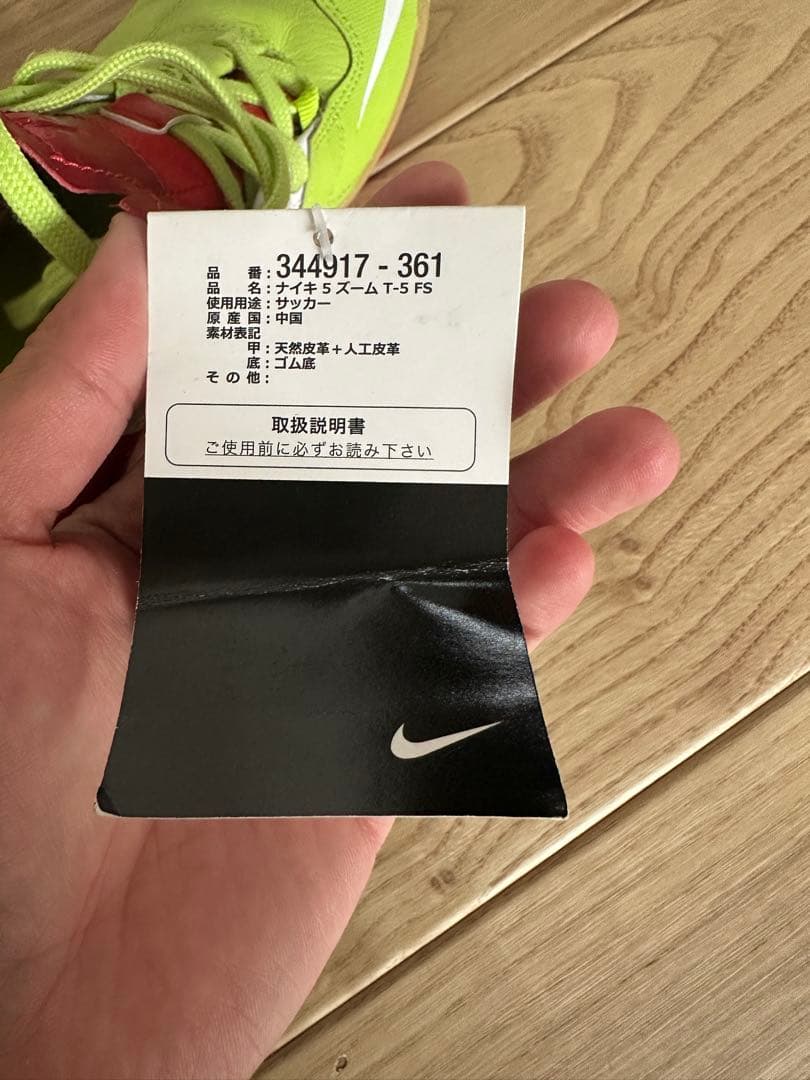 品 番：344917 - 361
品 名：ナイキ 5 ズーム T-5 FS
使用用途：サッカー
原 産 国：中国
素材表記
甲：天然皮革＋人工皮革
底：ゴム底
そ の 他：
取扱説明書
ご使用前に必ずお読み下さい